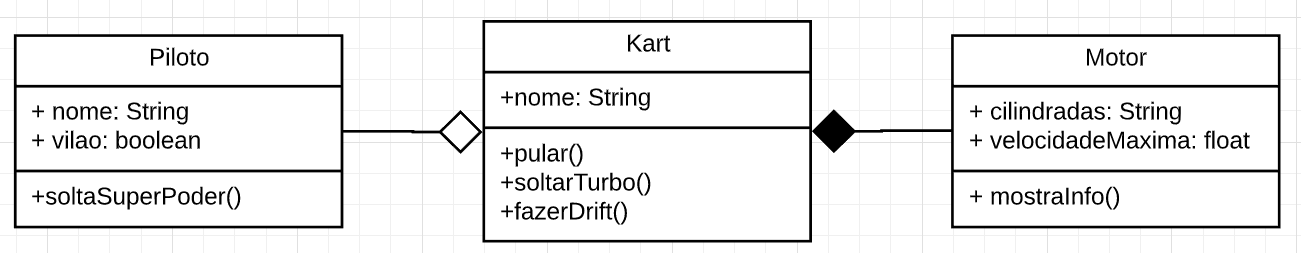 Piloto
+ nome: String
+ vilao: boolean
+soltaSuperPoder()
Kart
+nome: String
+pular()
+soltarTurbo()
+fazerDrift()
Motor
+ cilindradas: String
+ velocidadeMaxima: float
+ mostraInfo()